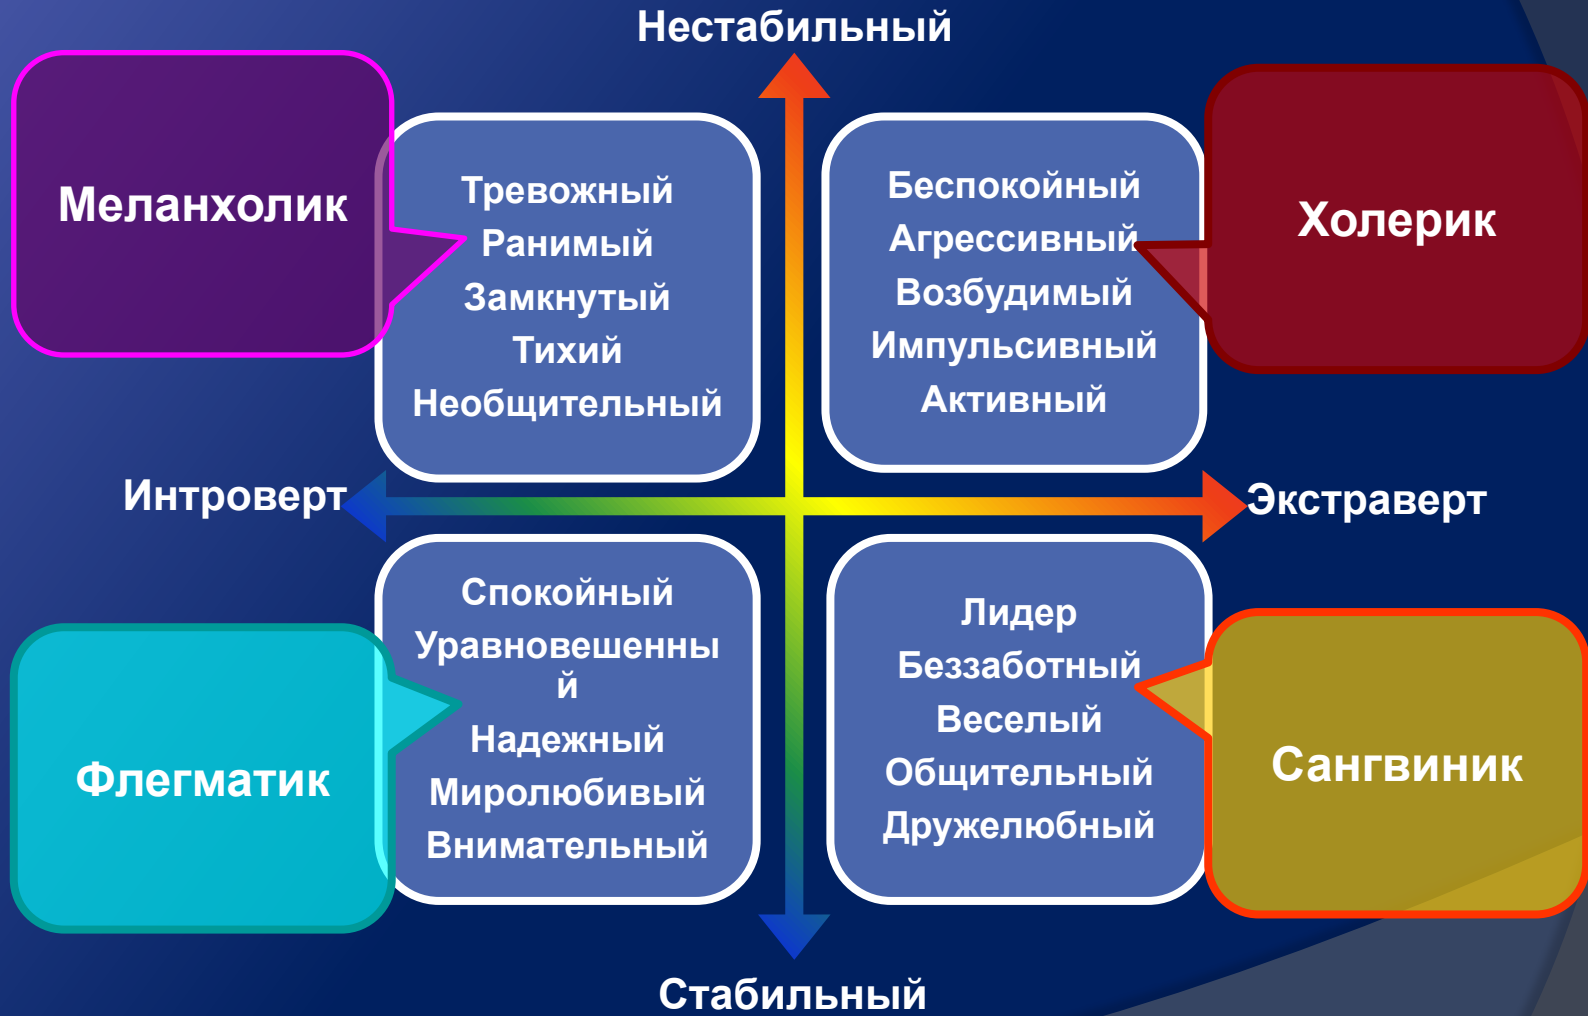 Нестабильный
Меланхолик
Тревожный
Ранимый
Замкнутый
Тихий
Необщительный
Беспокойный
Агрессивный
Возбудимый
Импульсивный
Активный
Холерик
Интроверт
Экстраверт
Флегматик
Спокойный
Уравновешенны
й
Надежный
Миролюбивый
Внимательный
Лидер
Беззаботный
Веселый
Общительный
Дружелюбный
Сангвиник
Стабильный